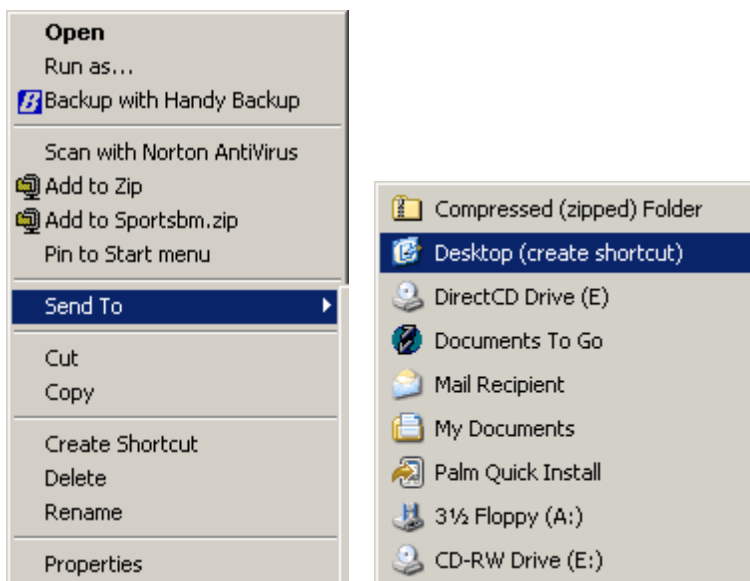 Open
Run as...
Backup with Handy Backup
Scan with Norton AntiVirus
Add to Zip
Add to Sportsbm.zip
Pin to Start menu
Send To
Cut
Copy
Create Shortcut
Delete
Rename
Properties
Compressed (zipped) Folder
Desktop (create shortcut)
DirectCD Drive (E)
Documents To Go
Mail Recipient
My Documents
Palm Quick Install
3½ Floppy (A:)
CD-RW Drive (E:)